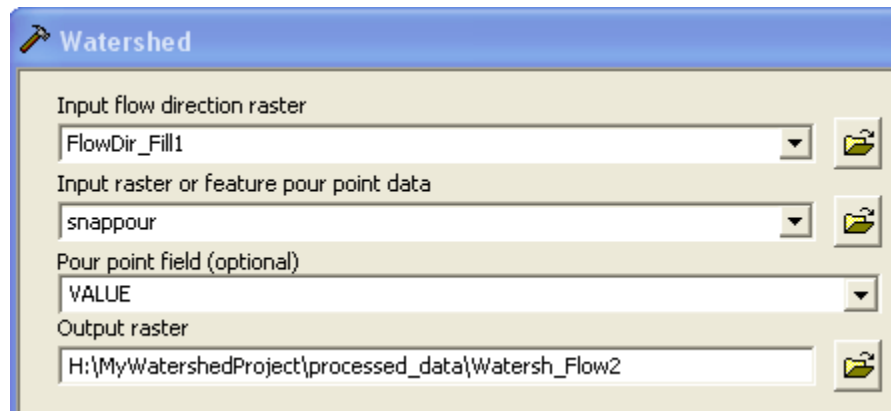 Watershed
Input flow direction raster
FlowDir_Fill1
Input raster or feature pour point data
snappour
Pour point field (optional)
VALUE
Output raster
H:\MyWatershedProject\processed_data\Watersh_Flow2